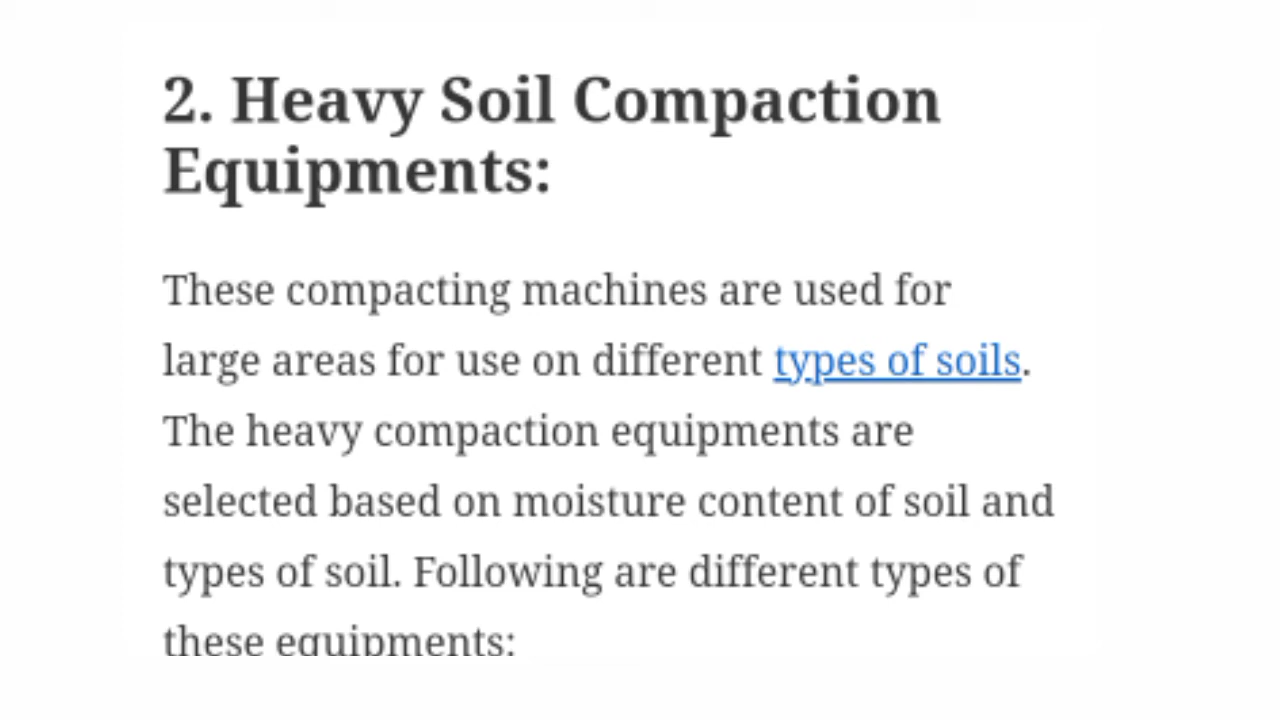 2. Heavy Soil Compaction
Equipments:
These compacting machines are used for
large areas for use on different types of soils.
The heavy compaction equipments are
selected based on moisture content of soil and
types of soil. Following are different types of
these equipments: